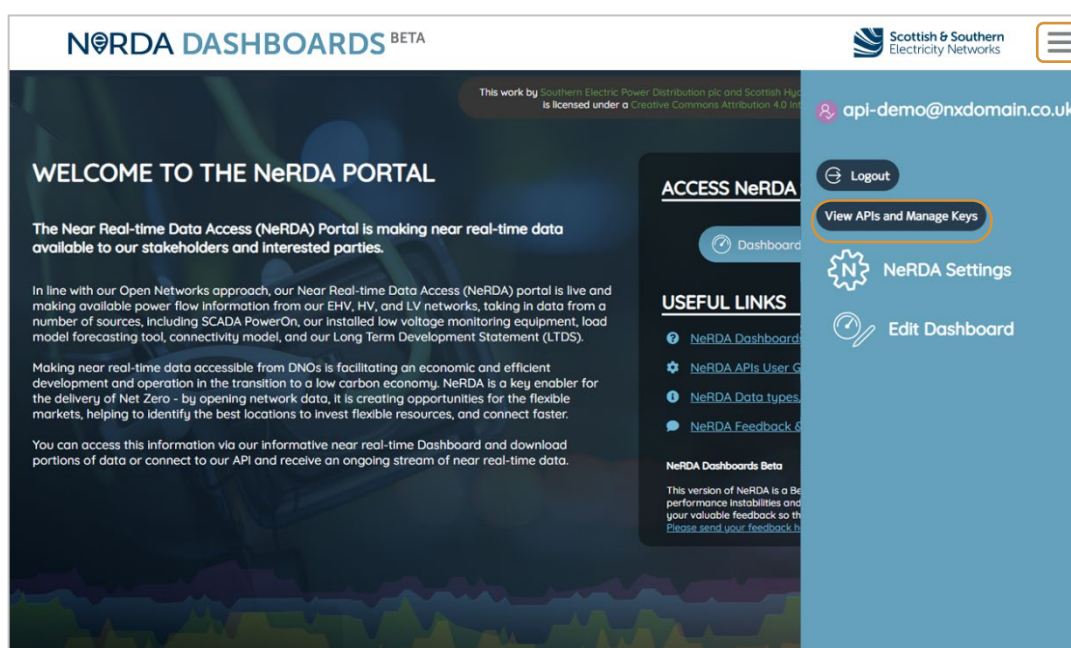 NeRDA DASHBOARDS BETA
Scottish & Southern
Electricity Networks
This work by Southern Electric Power Distribution plc and Scottish
is licensed under a Creative Commons Attribution 4.0
api-demo@nxdomain.co.uk
Logout
View APIs and Manage Keys
NeRDA Settings
Edit Dashboard
WELCOME TO THE NeRDA PORTAL
The Near Real-time Data Access (NeRDA) Portal is making near real-time data
available to our stakeholders and interested parties.
In line with our Open Networks approach, our Near Real-time Data Access (NeRDA) portal is live and
making available power flow information from our EHV, HV, and LV networks, taking in data from a
number of sources, including SCADA PowerOn, our installed low voltage monitoring equipment, load
model forecasting tool, connectivity model, and our Long Term Development Statement (LTDS).
Making near real-time data accessible from DNOs is facilitating an economic and efficient
development and operation in the transition to a low carbon economy. NeRDA is a key enabler for
the delivery of Net Zero - by opening network data, it is creating opportunities for the flexible
markets, helping to identify the best locations to invest flexible resources, and connect faster.
You can access this information via our informative near real-time Dashboard and download
portions of data or connect to our API and receive an ongoing stream of near real-time data.
ACCESS NeRDA
Dashboard
USEFUL LINKS
NeRDA Dashboards
NeRDA APIs User G
NeRDA Data types,
NeRDA Feedback &
NeRDA Dashboards Beta
This version of NeRDA is a Be
performance instabilities and
your valuable feedback so th
Please send your feedback h